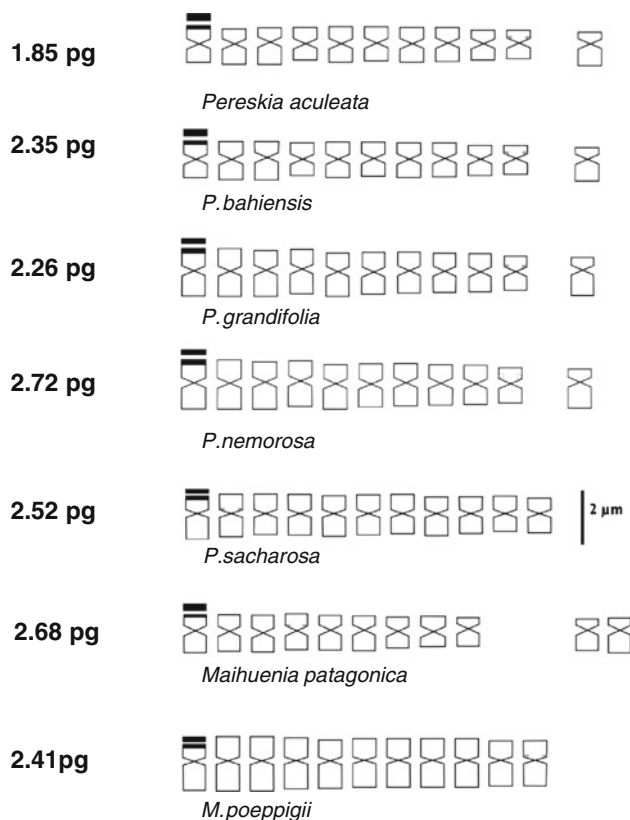 1.85 pg
Pereskia aculeata
2.35 pg
P.bahiensis
2.26 pg
P.grandifolia
2.72 pg
P.nemorosa
2.52 pg
2 μm
P.sacharosa
2.68 pg
Maihuenia patagonica
2.41pg
M.poeppigii